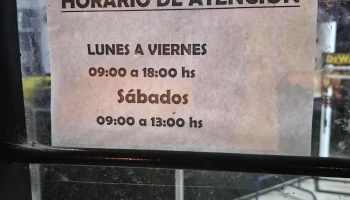 HORARIO DE ATENCION
LUNES A VIERNES
09:00 a 18:00 hs
Sábados
09:00 a 13:00 hs